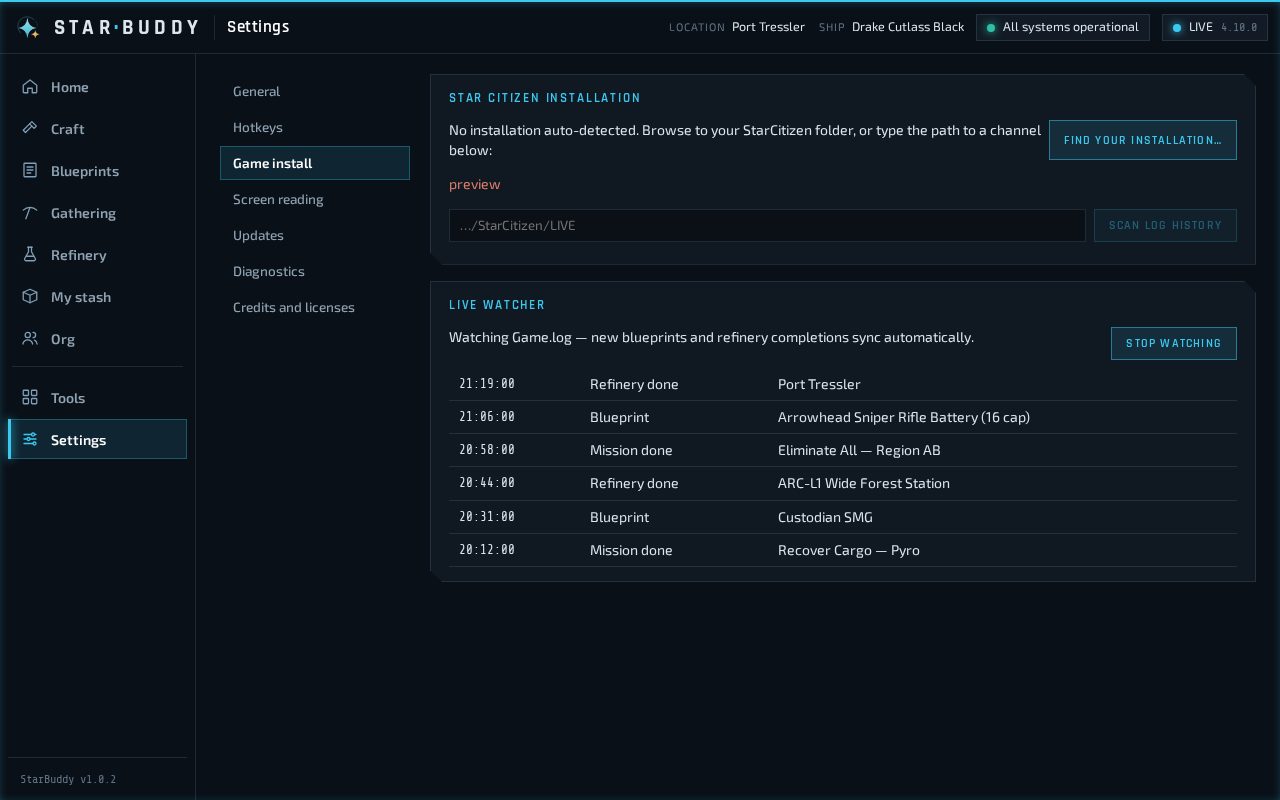 STAR·BUDDY
Settings
LOCATION Port Tressler SHIP Drake Cutlass Black
All systems operational
LIVE 4.10.0
Home
Craft
Blueprints
Gathering
Refinery
My stash
Org
Tools
Settings
StarBuddy v1.0.2
General
Hotkeys
Game install
Screen reading
Updates
Diagnostics
Credits and licenses
STAR CITIZEN INSTALLATION
No installation auto-detected. Browse to your StarCitizen folder, or type the path to a channel
below:
FIND YOUR INSTALLATION…
preview
…/StarCitizen/LIVE
SCAN LOG HISTORY
LIVE WATCHER
Watching Game.log — new blueprints and refinery completions sync automatically.
STOP WATCHING
21:19:00 Refinery done Port Tressler
21:06:00 Blueprint Arrowhead Sniper Rifle Battery (16 cap)
20:58:00 Mission done Eliminate All — Region AB
20:44:00 Refinery done ARC-L1 Wide Forest Station
20:31:00 Blueprint Custodian SMG
20:12:00 Mission done Recover Cargo — Pyro